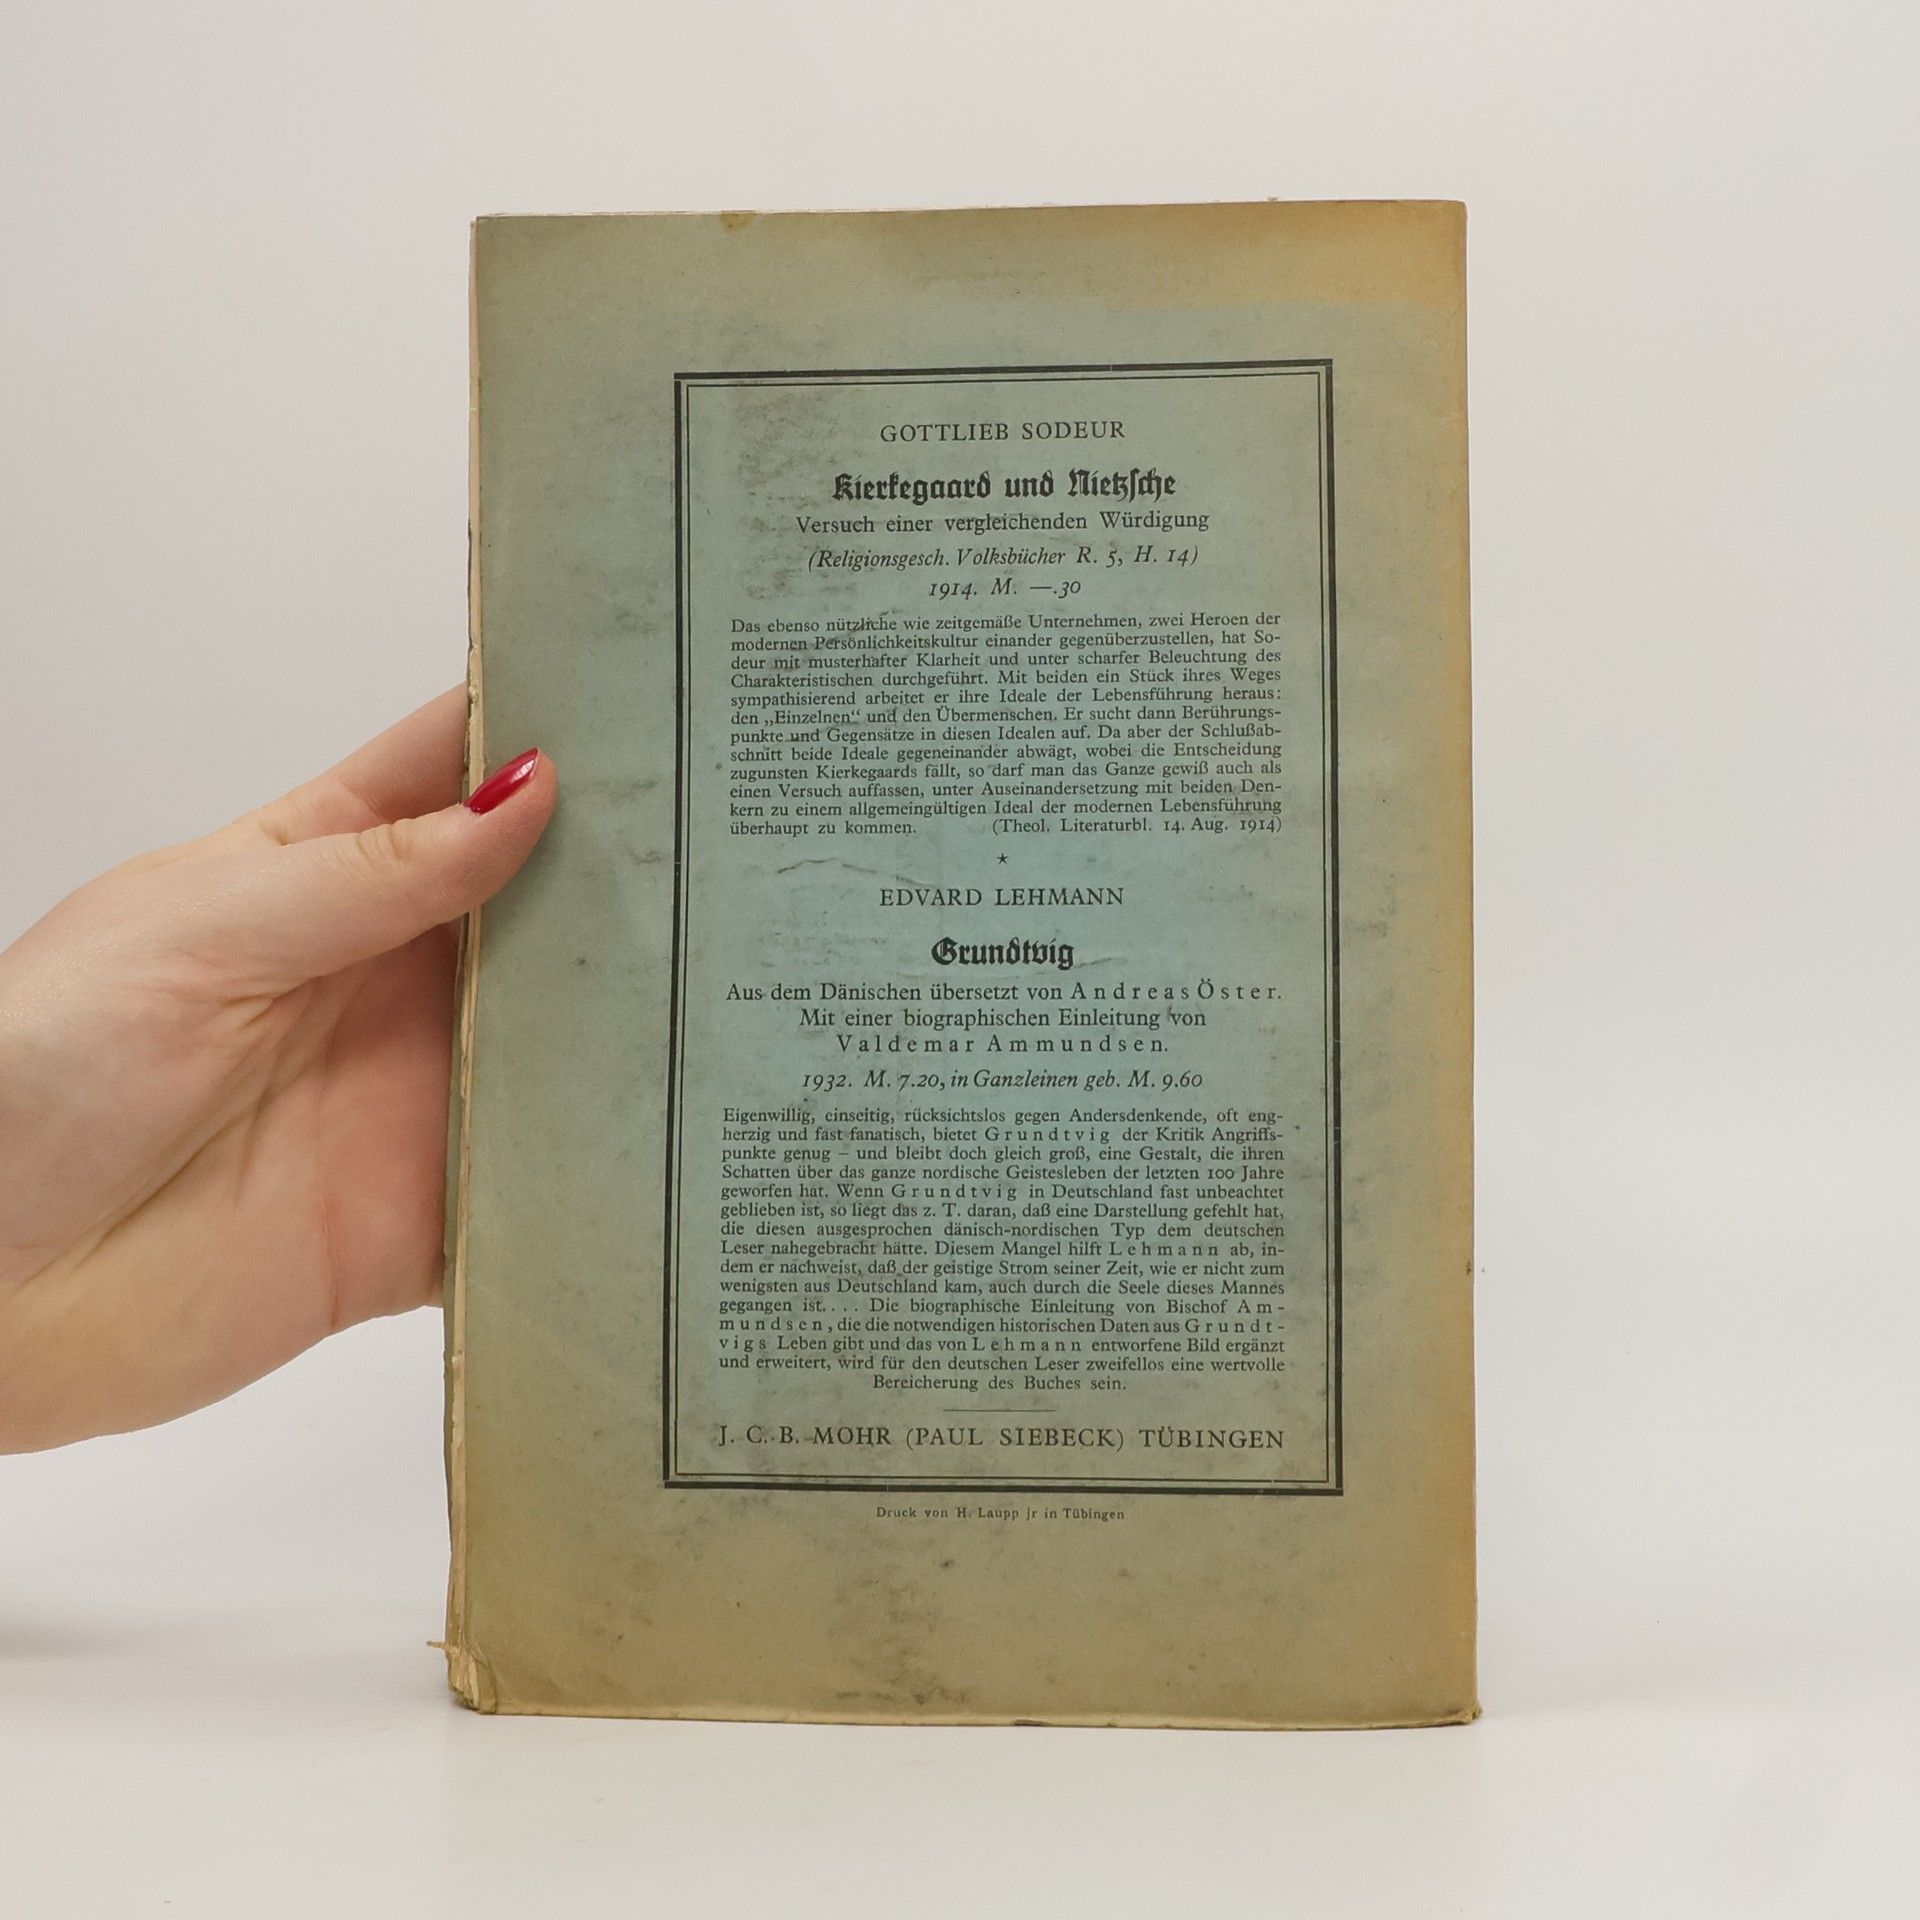 GOTTLIEB SODEUR
Kierkegaard und Nietzsche
Versuch einer vergleichenden Würdigung
(Religionsgesch. Volksbücher R. 5, H. 14)
1914. M. —.30
Das ebenso nützliche wie zeitgemäße Unternehmen, zwei Heroen der
modernen Persönlichkeitskultur einander gegenüberzustellen, hat So-
deur mit musterhafter Klarheit und unter scharfer Beleuchtung des
Charakteristischen durchgeführt. Mit beiden ein Stück ihres Weges
sympathisierend arbeitet er ihre Ideale der Lebensführung heraus:
den „Einzelnen“ und den Übermenschen. Er sucht dann Berührungs-
punkte und Gegensätze in diesen Idealen auf. Da aber der Schlußab-
schnitt beide Ideale gegeneinander abwägt, wobei die Entscheidung
zugunsten Kierkegaards fällt, so darf man das Ganze gewiß auch als
einen Versuch auffassen, unter Auseinandersetzung mit beiden Den-
kern zu einem allgemeingültigen Ideal der modernen Lebensführung
überhaupt zu kommen. (Theol. Literaturbl. 14. Aug. 1914)
★
EDVARD LEHMANN
Grundtvig
Aus dem Dänischen übersetzt von Andreas Öster.
Mit einer biographischen Einleitung von
Valdemar Ammundsen.
1932. M. 7.20, in Ganzleinen geb. M. 9.60
Eigenwillig, einseitig, rücksichtslos gegen Andersdenkende, oft eng-
herzig und fast fanatisch, bietet Grundtvig der Kritik Angriffs-
punkte genug – und bleibt doch gleich groß, eine Gestalt, die ihren
Schatten über das ganze nordische Geistesleben der letzten 100 Jahre
geworfen hat. Wenn Grundtvig in Deutschland fast unbeachtet
geblieben ist, so liegt das z. T. daran, daß eine Darstellung gefehlt hat,
die diesen ausgesprochen dänisch-nordischen Typ dem deutschen
Leser nahegebracht hätte. Diesem Mangel hilft Lehmann ab, in-
dem er nachweist, daß der geistige Strom seiner Zeit, wie er nicht zum
wenigsten aus Deutschland kam, auch durch die Seele dieses Mannes
gegangen ist.... Die biographische Einleitung von Bischof Am-
mundsen, die die notwendigen historischen Daten aus Grundt-
vigs Leben gibt und das von Lehmann entworfene Bild ergänzt
und erweitert, wird für den deutschen Leser zweifellos eine wertvolle
Bereicherung des Buches sein.
J. C. B. MOHR (PAUL SIEBECK) TÜBINGEN
Druck von H. Laupp jr in Tübingen